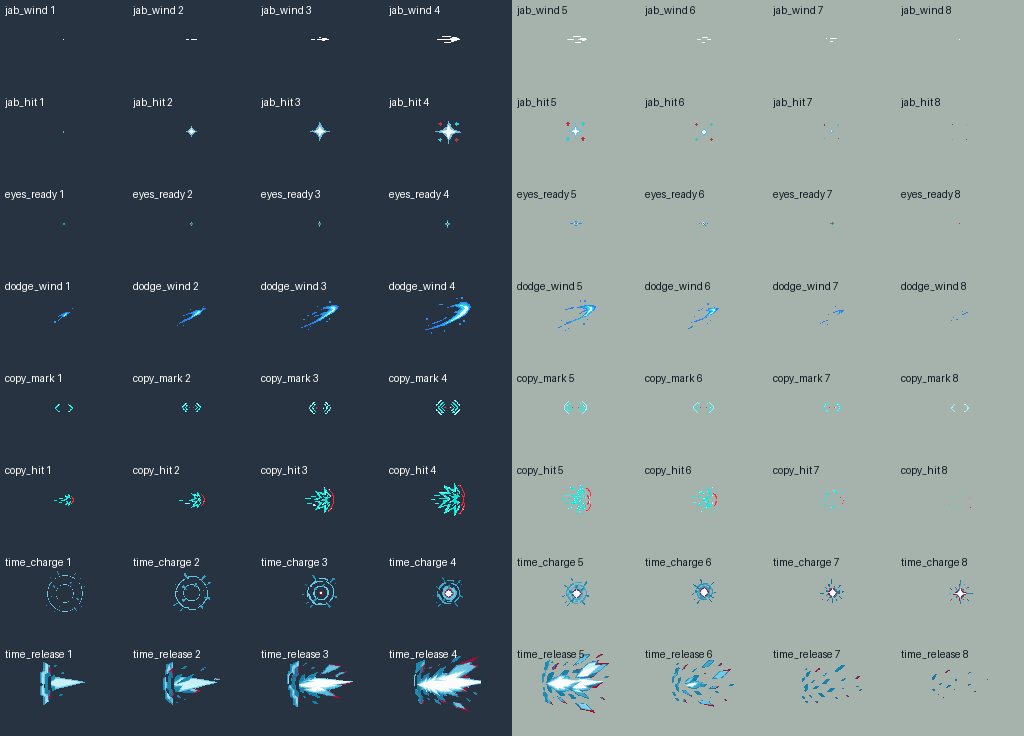 jab_wind 1 jab_wind 2 jab_wind 3 jab_wind 4 jab_wind 5 jab_wind 6 jab_wind 7 jab_wind 8
jab_hit 1 jab_hit 2 jab_hit 3 jab_hit 4 jab_hit 5 jab_hit 6 jab_hit 7 jab_hit 8
eyes_ready 1 eyes_ready 2 eyes_ready 3 eyes_ready 4 eyes_ready 5 eyes_ready 6 eyes_ready 7 eyes_ready 8
dodge_wind 1 dodge_wind 2 dodge_wind 3 dodge_wind 4 dodge_wind 5 dodge_wind 6 dodge_wind 7 dodge_wind 8
copy_mark 1 copy_mark 2 copy_mark 3 copy_mark 4 copy_mark 5 copy_mark 6 copy_mark 7 copy_mark 8
copy_hit 1 copy_hit 2 copy_hit 3 copy_hit 4 copy_hit 5 copy_hit 6 copy_hit 7 copy_hit 8
time_charge 1 time_charge 2 time_charge 3 time_charge 4 time_charge 5 time_charge 6 time_charge 7 time_charge 8
time_release 1 time_release 2 time_release 3 time_release 4 time_release 5 time_release 6 time_release 7 time_release 8